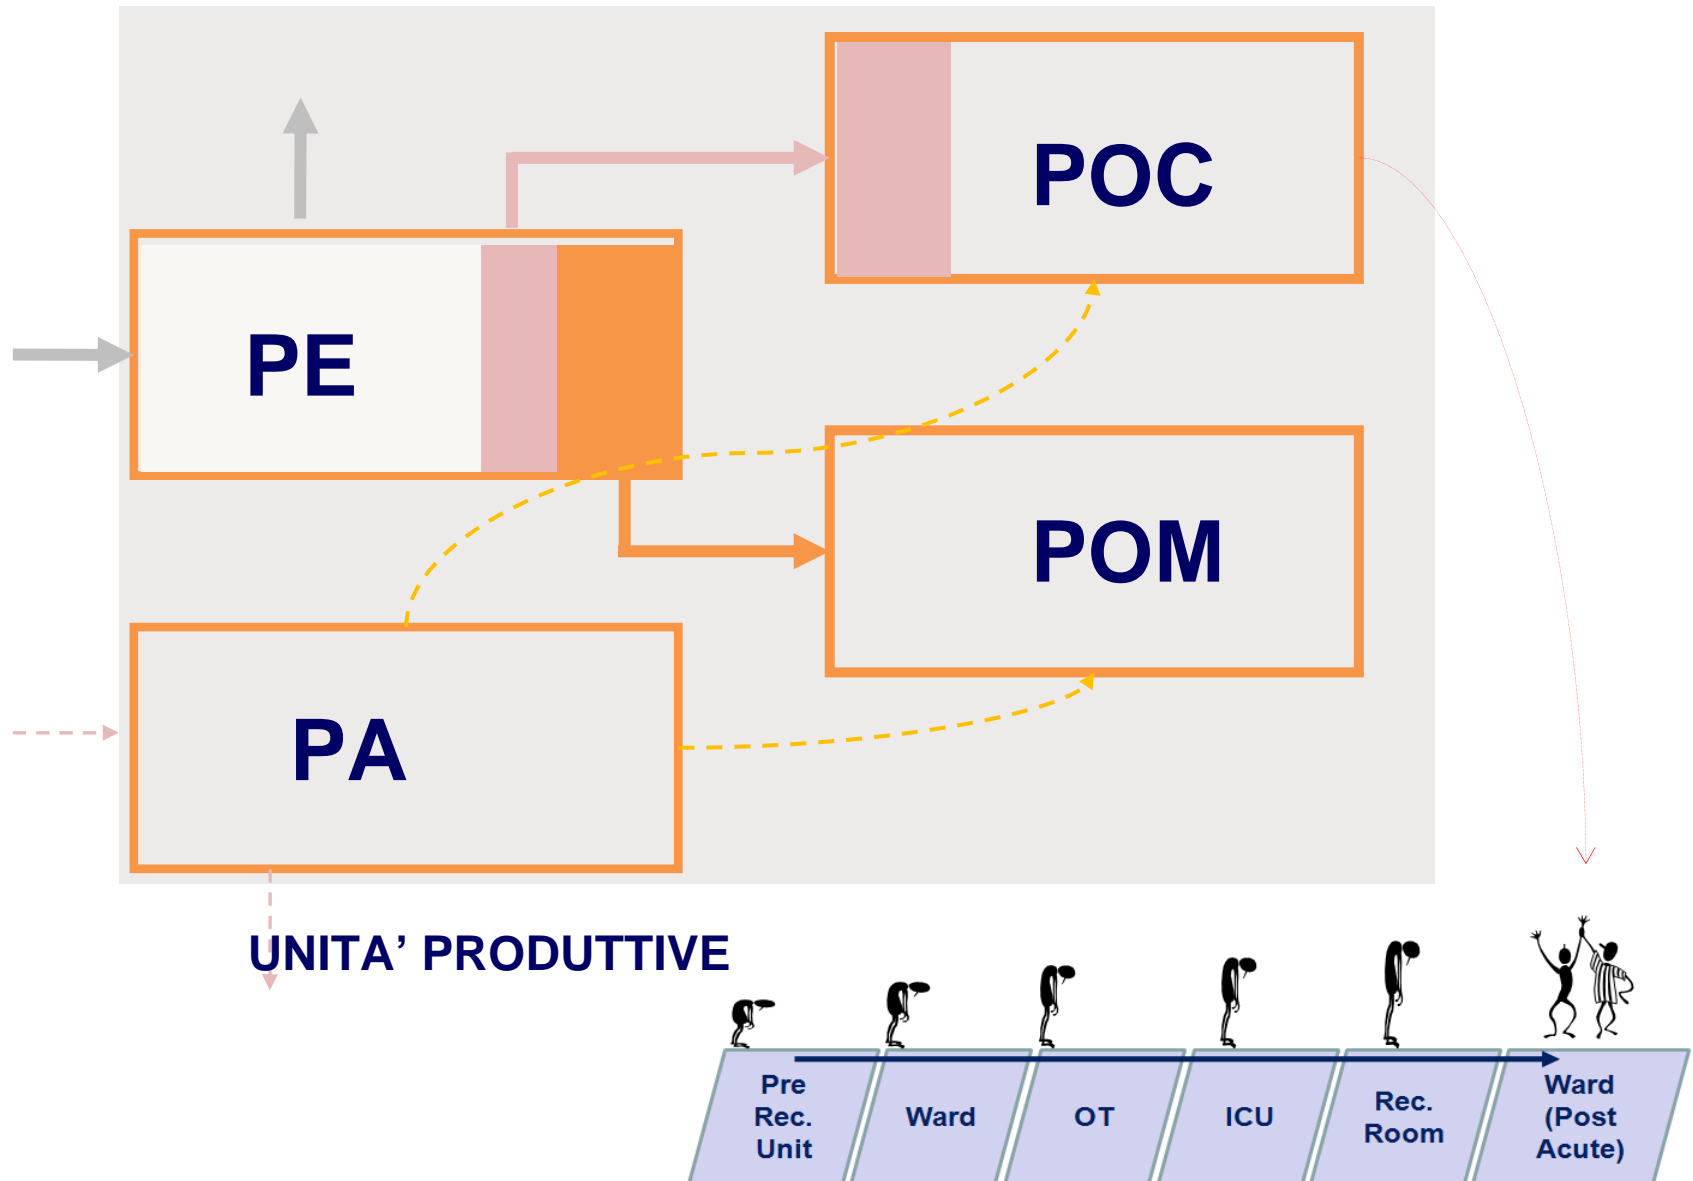 POC
PE
POM
PA
UNITA’ PRODUTTIVE
Pre
Rec.
Unit
Ward
OT
ICU
Rec.
Room
Ward
(Post
Acute)